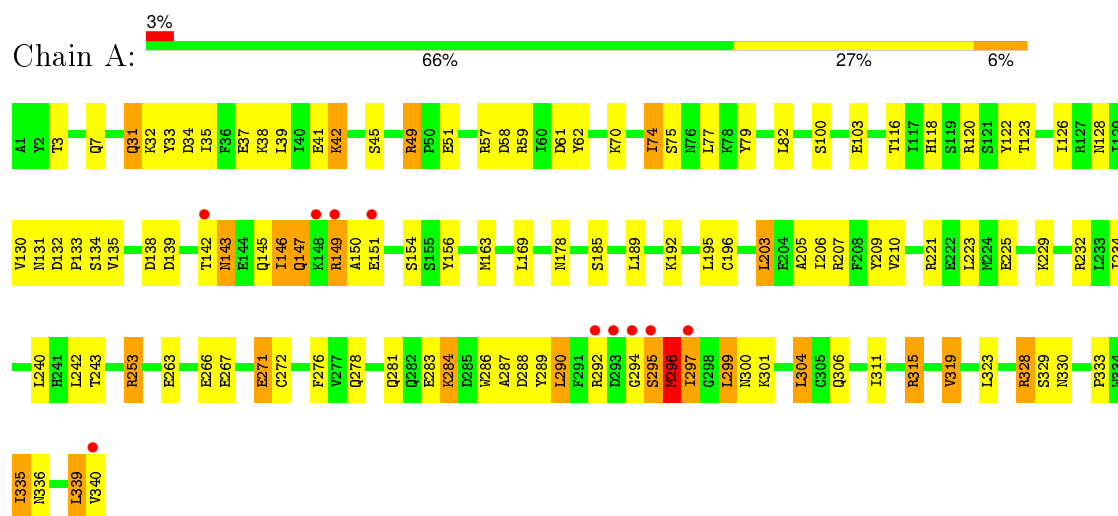 3%
Chain A:
66% 27% 6%
A1 Y2 T3 Q7 Q31 K32 Y33 D34 I35 F36 E37 K38 L39 I40 E41 K42 S45 R49 P50 E51 R57 D58 R59 I60 D61 Y62 K70 I74 S75 N76 L77 K78 Y79 L82 S100 E103 T116 I117 H118 S119 R120 S121 Y122 T123 I126 R127 N128 I129
V130 N131 D132 P133 S134 V135 D138 D139 T142 N143 E144 Q145 I146 Q147 K148 R149 A150 E151 S154 S155 Y156 M163 L169 N178 S185 L189 K192 L195 C196 L203 E204 A205 I206 R207 F208 Y209 V210 R221 E222 L223 M224 E225 K229 R232 L233 I234
L240 H241 L242 T243 R253 E263 E266 E267 E271 C272 F276 V277 Q278 Q281 Q282 E283 K284 D285 W286 A287 D288 Y289 L290 F291 R292 D293 G294 S295 M296 I297 G298 L299 N300 K301 L304 C305 Q306 I311 R315 V319 L323 R328 S329 N330 P333 W334
I335 N336 L339 V340